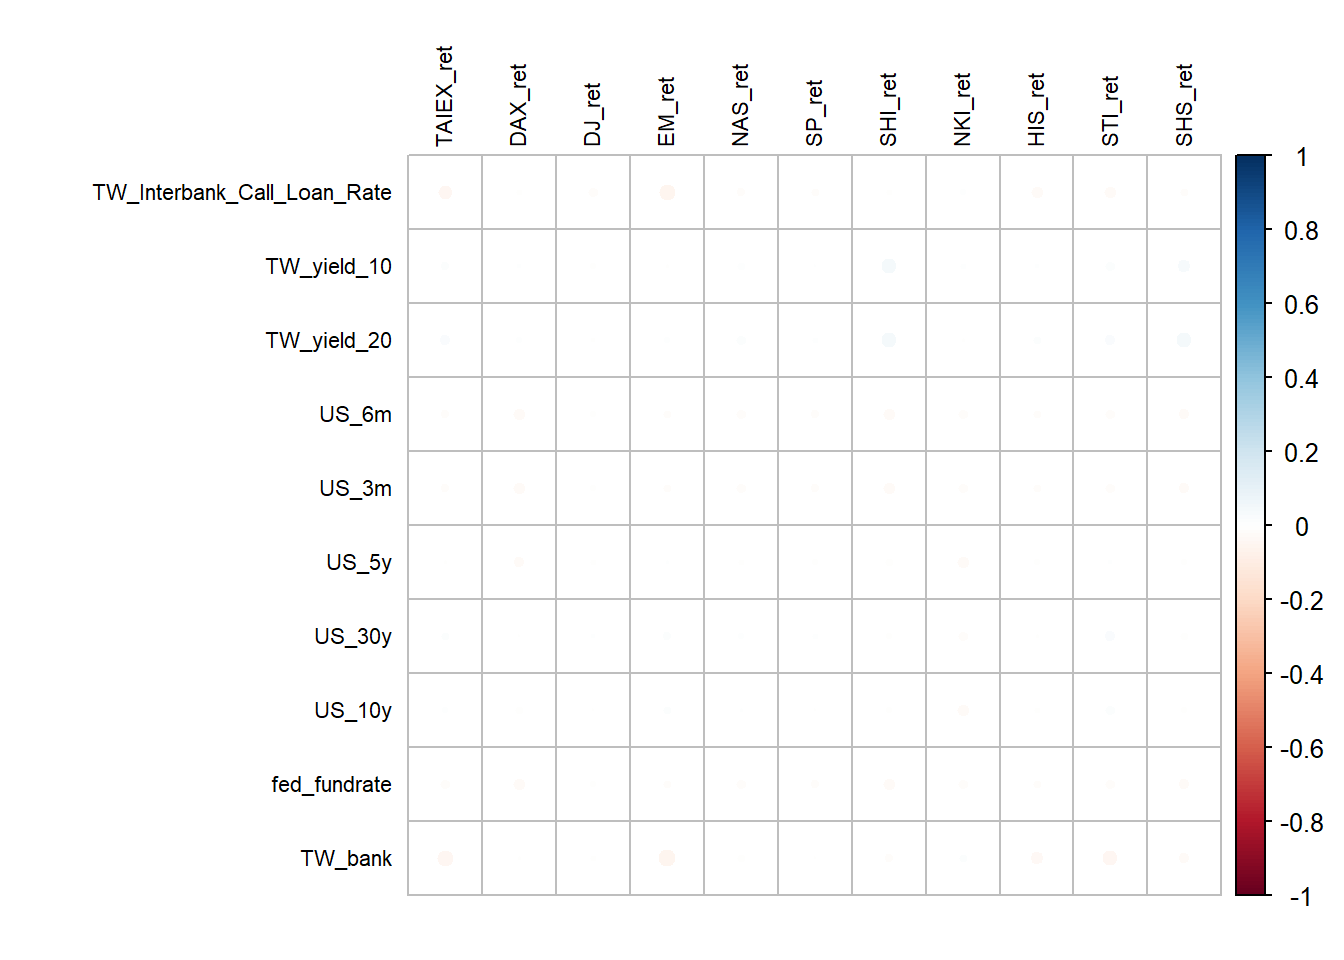 TAIEX_ret
DAX_ret
DJ_ret
EM_ret
NAS_ret
SP_ret
SHI_ret
NKI_ret
HIS_ret
STI_ret
SHS_ret
TW_Interbank_Call_Loan_Rate
TW_yield_10
TW_yield_20
US_6m
US_3m
US_5y
US_30y
US_10y
fed_fundrate
TW_bank
1
0.8
0.6
0.4
0.2
0
-0.2
-0.4
-0.6
-0.8
-1